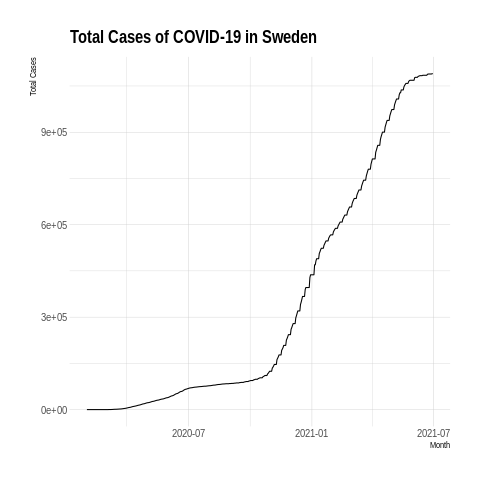 Total Cases of COVID-19 in Sweden
Total Cases
9e+05
6e+05
3e+05
0e+00
2020-07 2021-01 2021-07
Month